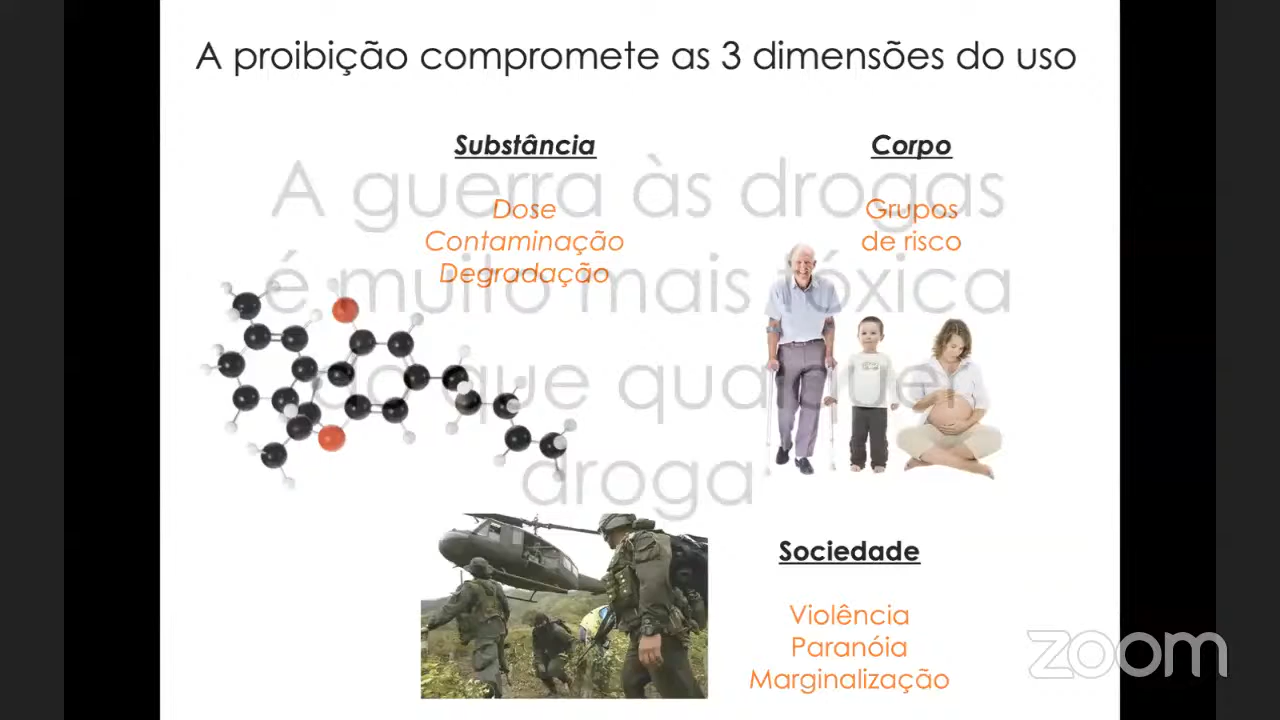 A proibição compromete as 3 dimensões do uso
Substância
Dose
Contaminação
Degradação
Corpo
Grupos
de risco
A guerra às drogas
é muito mais tóxica
do que qualquer
droga
Sociedade
Violência
Paranóia
Marginalização
zoom